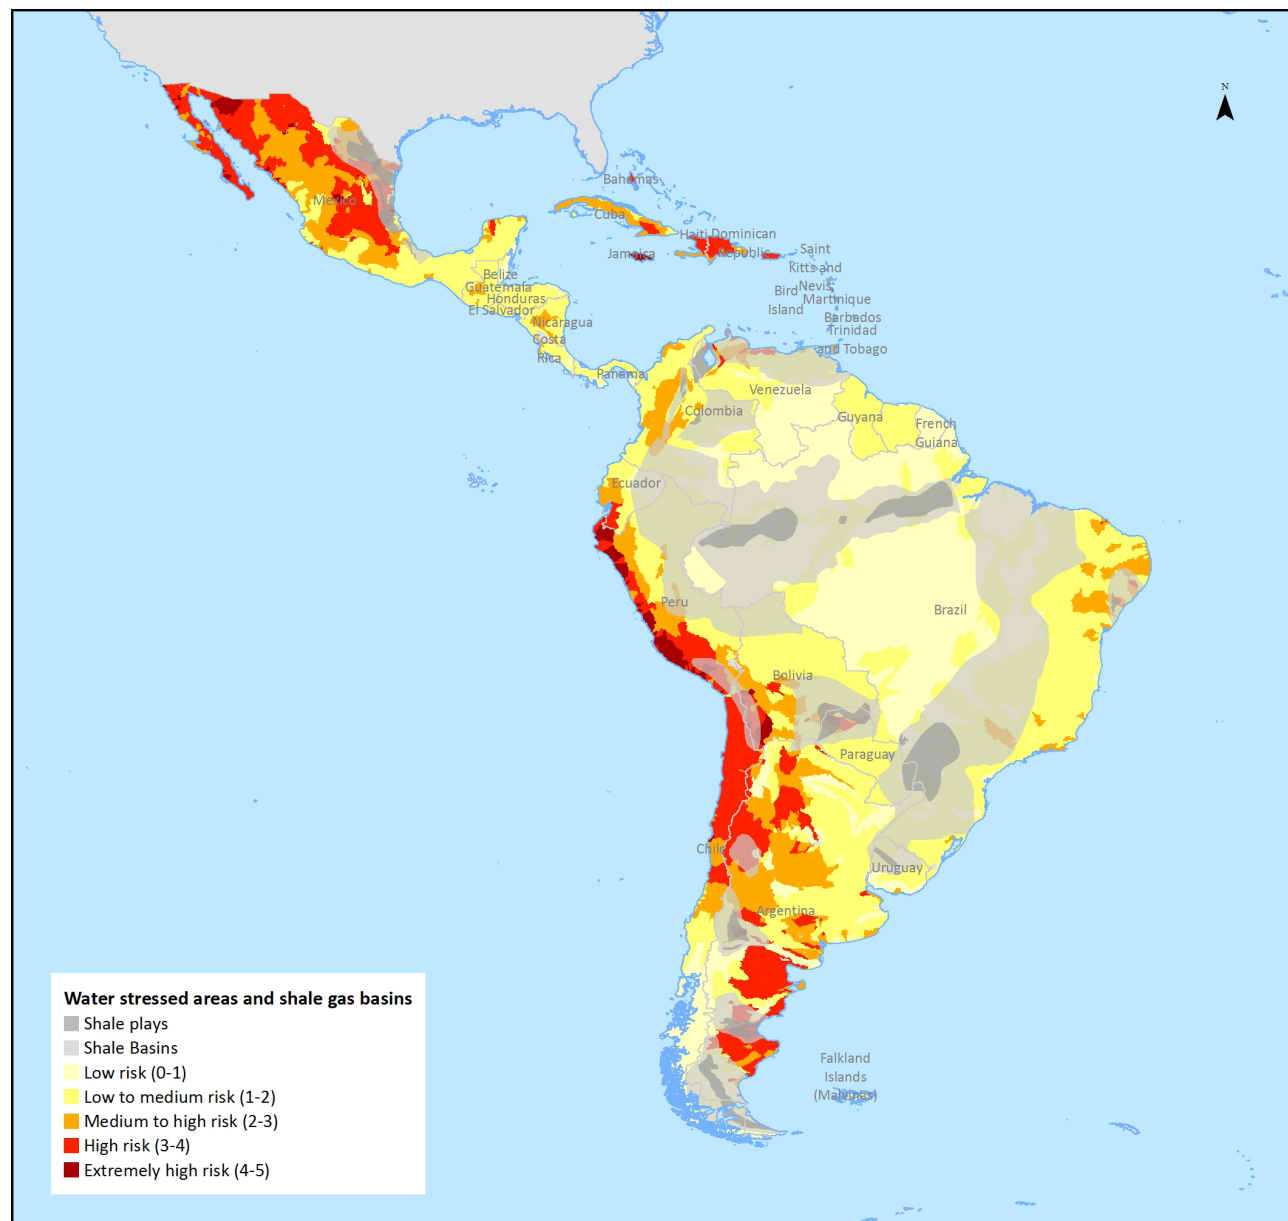 N
Bahamas
Mexico
Cuba
Haiti Dominican
Republic
Jamaica
Saint
Kitts and
Nevis
Bird
Island
Martinique
Barbados
Trinidad
and Tobago
Belize
Guatemala
Honduras
El Salvador
Nicaragua
Costa
Rica
Panama
Venezuela
Colombia
Guyana
French
Guiana
Ecuador
Peru
Brazil
Bolivia
Paraguay
Chile
Uruguay
Argentina
Falkland
Islands
(Malvinas)
Water stressed areas and shale gas basins
Shale plays
Shale Basins
Low risk (0-1)
Low to medium risk (1-2)
Medium to high risk (2-3)
High risk (3-4)
Extremely high risk (4-5)